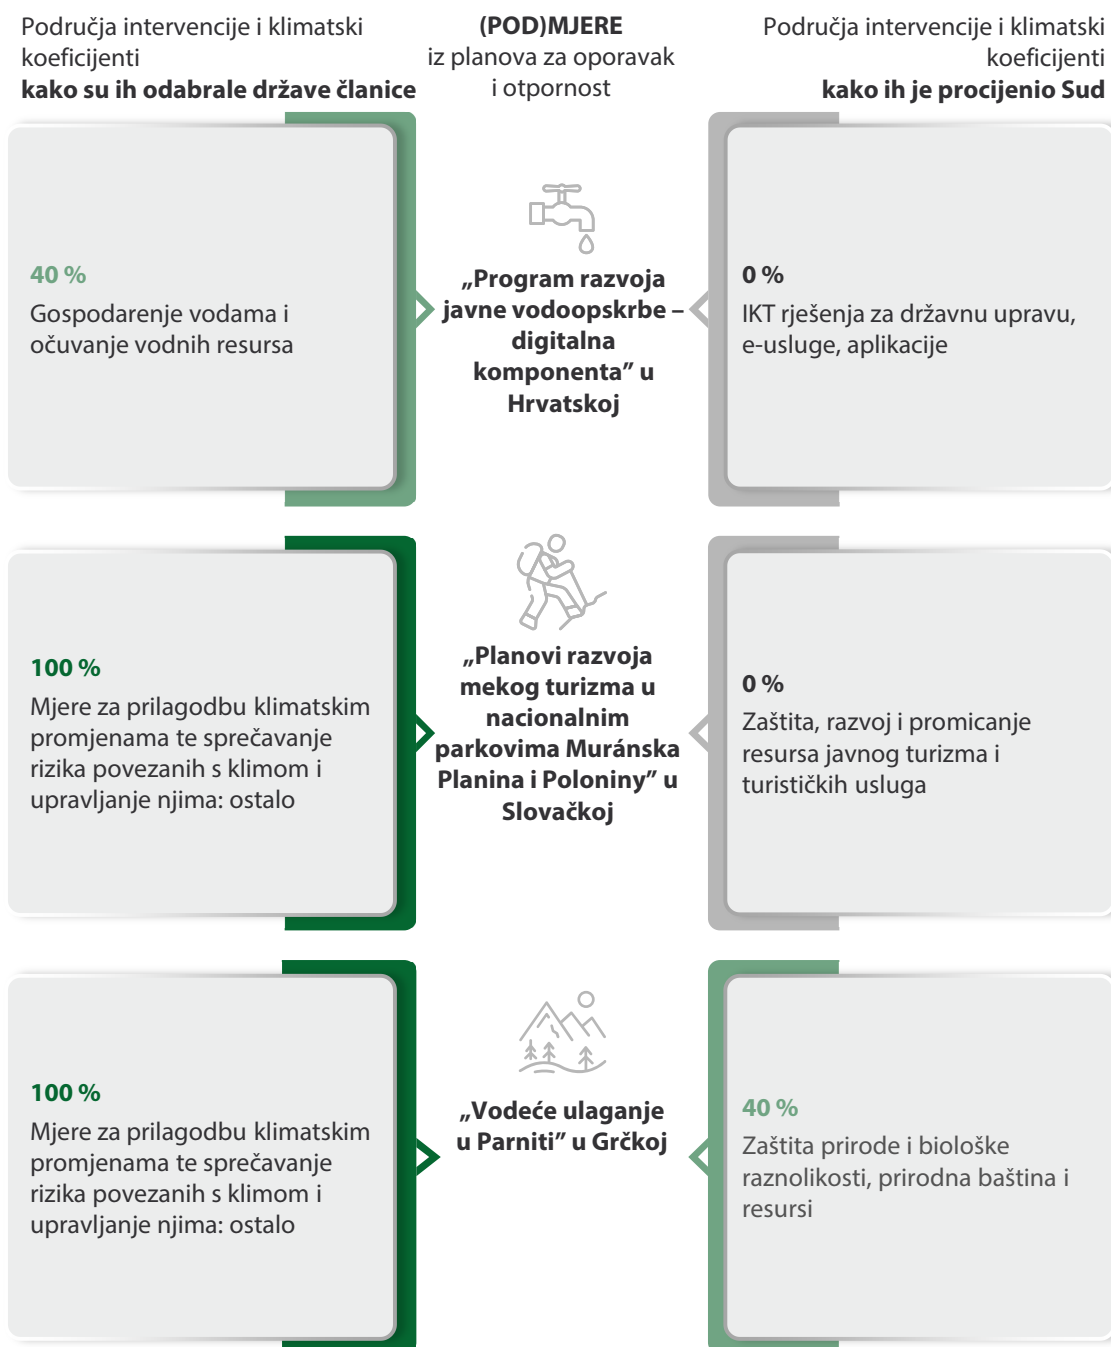 Područja intervencije i klimatski
koeficijenti
kako su ih odabrale države članice
(POD)MJERE
iz planova za oporavak
i otpornost
Područja intervencije i klimatski
koeficijenti
kako ih je procijenio Sud
40 %
Gospodarenje vodama i
očuvanje vodnih resursa
„Program razvoja
javne vodoopskrbe –
digitalna
komponenta” u
Hrvatskoj
0 %
IKT rješenja za državnu upravu,
e-usluge, aplikacije
100 %
Mjere za prilagodbu klimatskim
promjenama te sprečavanje
rizika povezanih s klimom i
upravljanje njima: ostalo
„Planovi razvoja
mekog turizma u
nacionalnim
parkovima Muránska
Planina i Poloniny” u
Slovačkoj
0 %
Zaštita, razvoj i promicanje
resursa javnog turizma i
turističkih usluga
100 %
Mjere za prilagodbu klimatskim
promjenama te sprečavanje
rizika povezanih s klimom i
upravljanje njima: ostalo
„Vodeće ulaganje
u Parniti” u Grčkoj
40 %
Zaštita prirode i biološke
raznolikosti, prirodna baština i
resursi